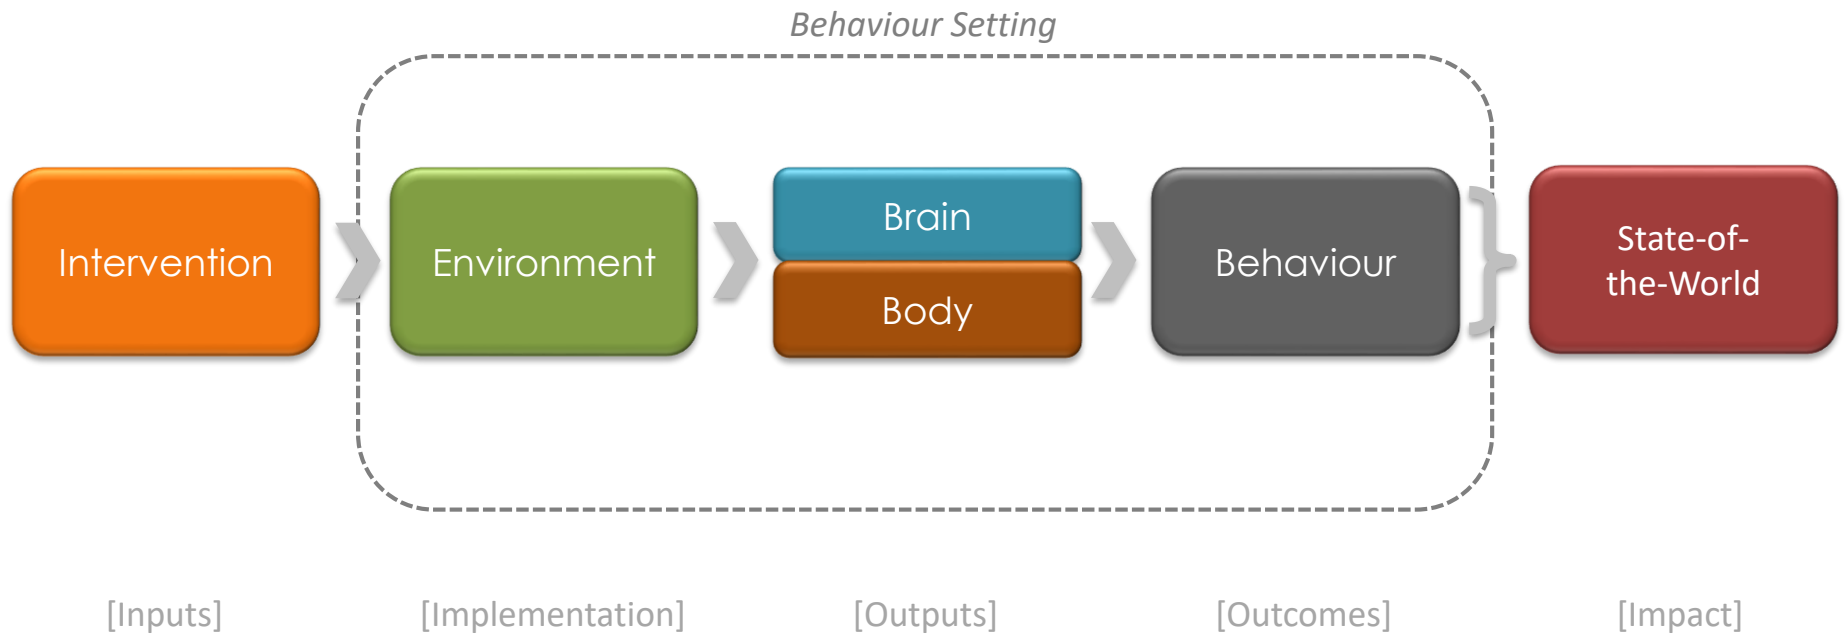 Behaviour Setting
Intervention
Environment
Brain
Body
Behaviour
State-of-
the-World
[Inputs]
[Implementation]
[Outputs]
[Outcomes]
[Impact]